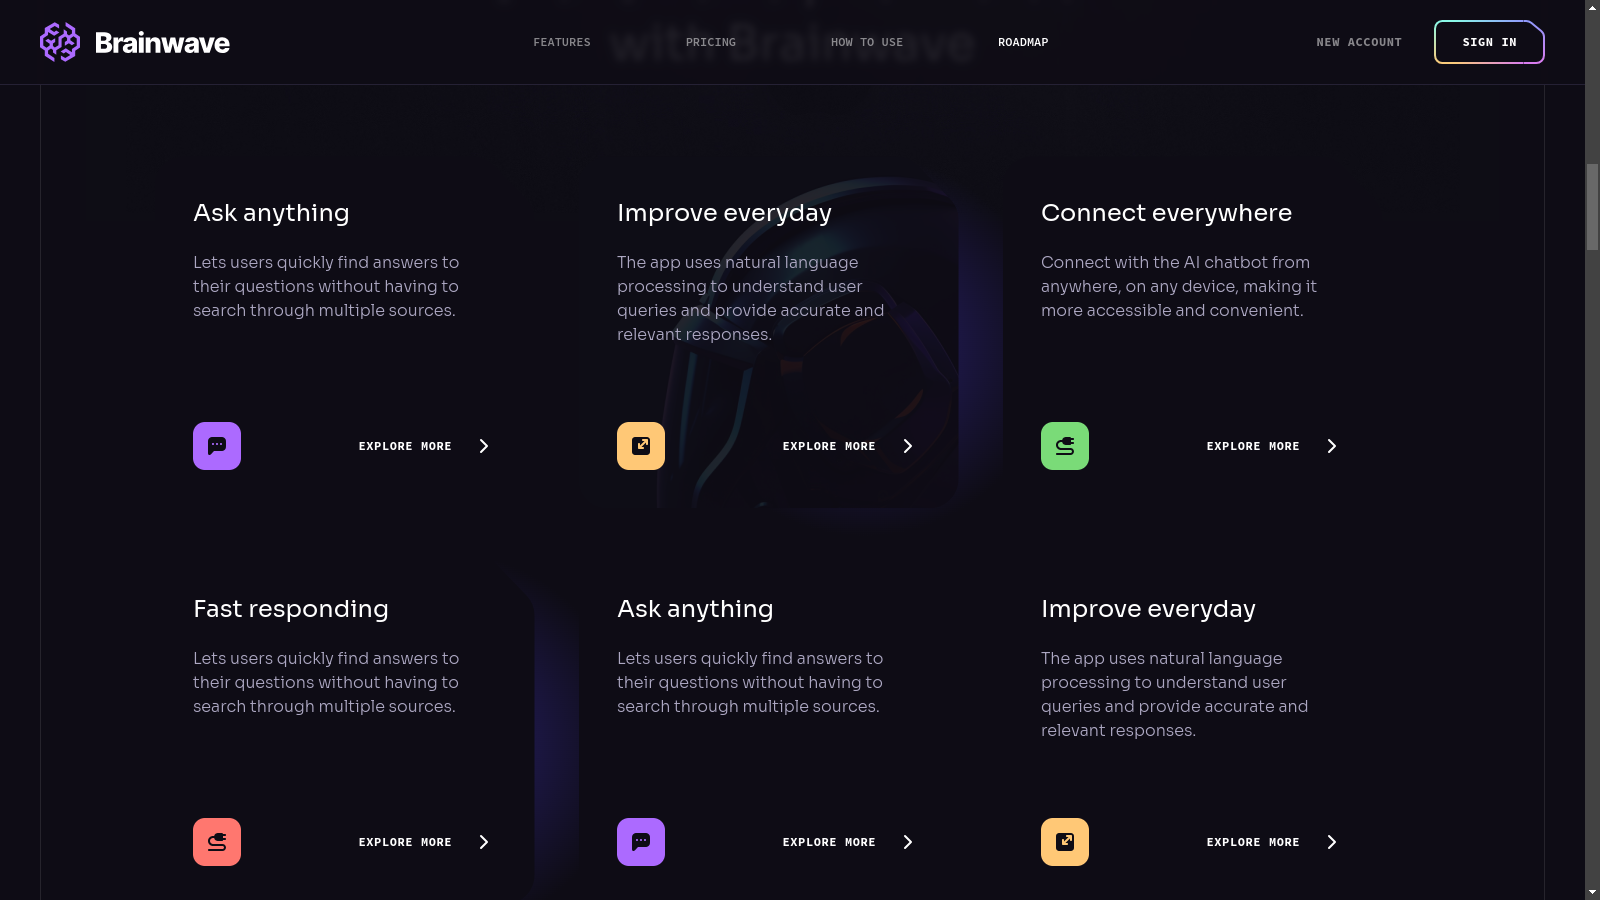 Brainwave
FEATURES
PRICING
HOW TO USE
ROADMAP
NEW ACCOUNT
SIGN IN
with Brainwave
Ask anything
Lets users quickly find answers to
their questions without having to
search through multiple sources.
EXPLORE MORE
Improve everyday
The app uses natural language
processing to understand user
queries and provide accurate and
relevant responses.
EXPLORE MORE
Connect everywhere
Connect with the AI chatbot from
anywhere, on any device, making it
more accessible and convenient.
EXPLORE MORE
Fast responding
Lets users quickly find answers to
their questions without having to
search through multiple sources.
EXPLORE MORE
Ask anything
Lets users quickly find answers to
their questions without having to
search through multiple sources.
EXPLORE MORE
Improve everyday
The app uses natural language
processing to understand user
queries and provide accurate and
relevant responses.
EXPLORE MORE